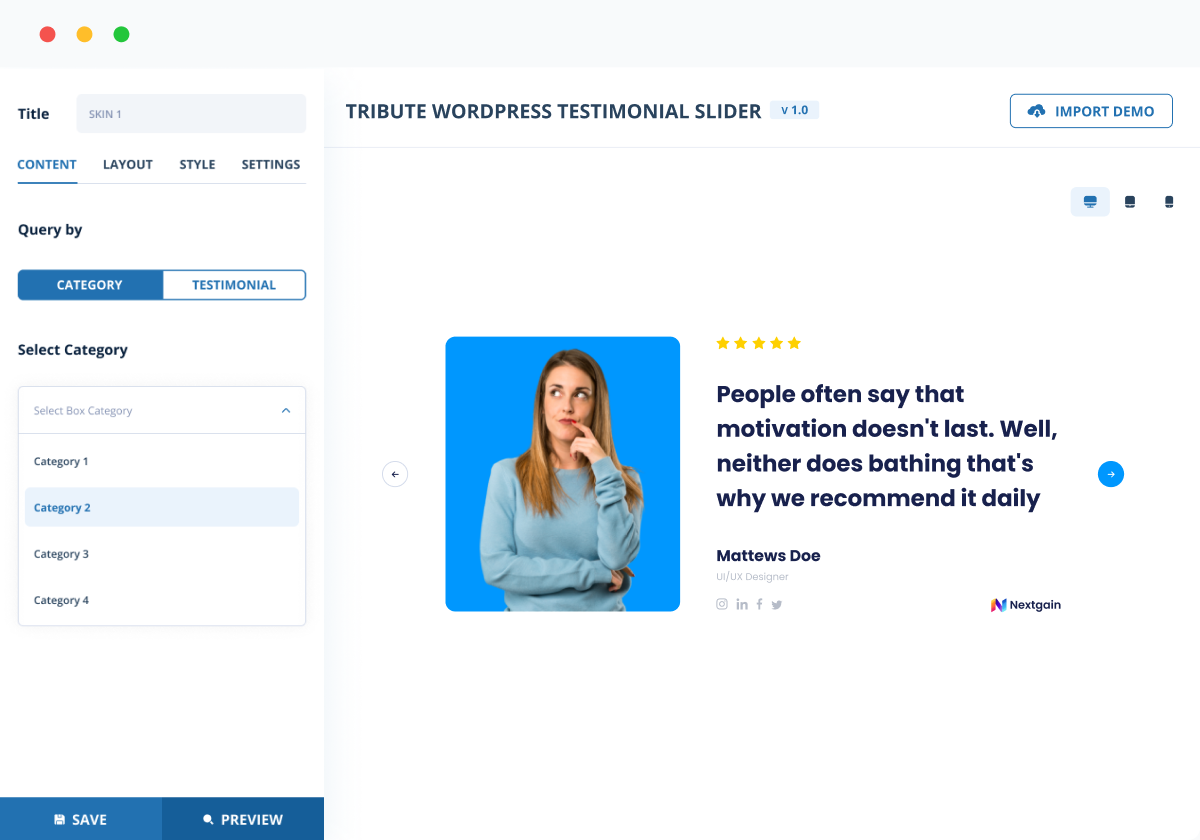 Title
SKIN 1
CONTENT
LAYOUT
STYLE
SETTINGS
Query by
CATEGORY
TESTIMONIAL
Select Category
Select Box Category
Category 1
Category 2
Category 3
Category 4
SAVE
PREVIEW
TRIBUTE WORDPRESS TESTIMONIAL SLIDER
v 1.0
IMPORT DEMO
People often say that
motivation doesn't last. Well,
neither does bathing that's
why we recommend it daily
Mattews Doe
UI/UX Designer
Nextgain